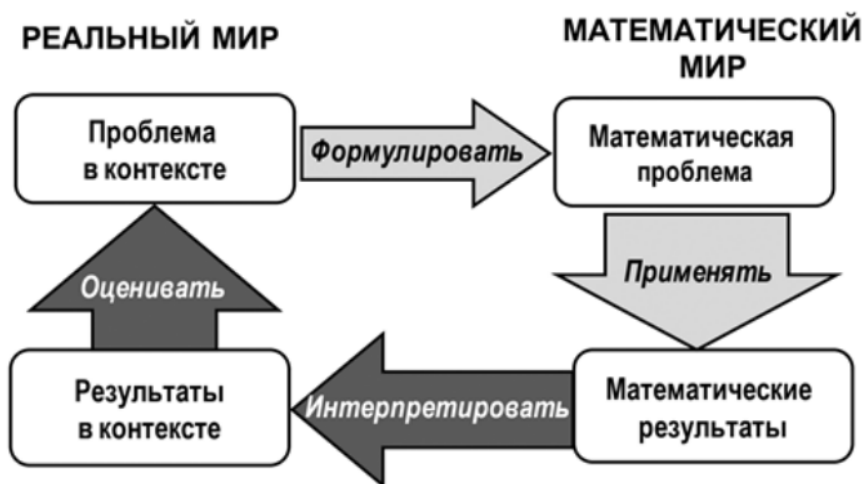 РЕАЛЬНЫЙ МИР
МАТЕМАТИЧЕСКИЙ
МИР
Проблема
в контексте
Формулировать
Математическая
проблема
Оценивать
Применять
Результаты
в контексте
Интерпретировать
Математические
результаты